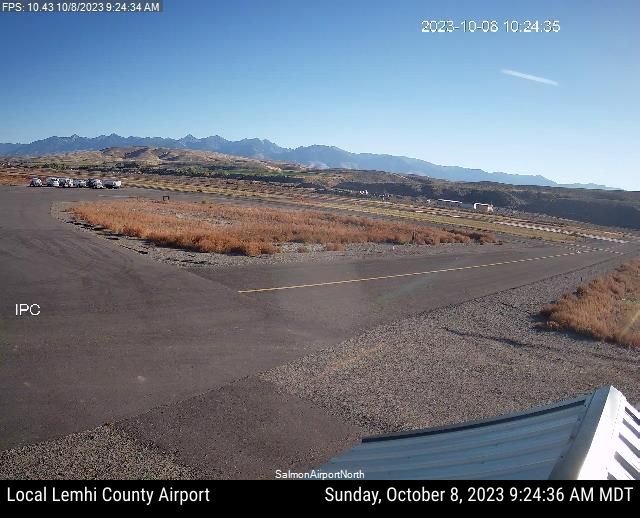 FPS: 10.43 10/8/2023 9:24:34 AM
2023-10-08 10:24:35
IPC
SalmonAirportNorth
Local Lemhi County Airport
Sunday, October 8, 2023 9:24:36 AM MDT